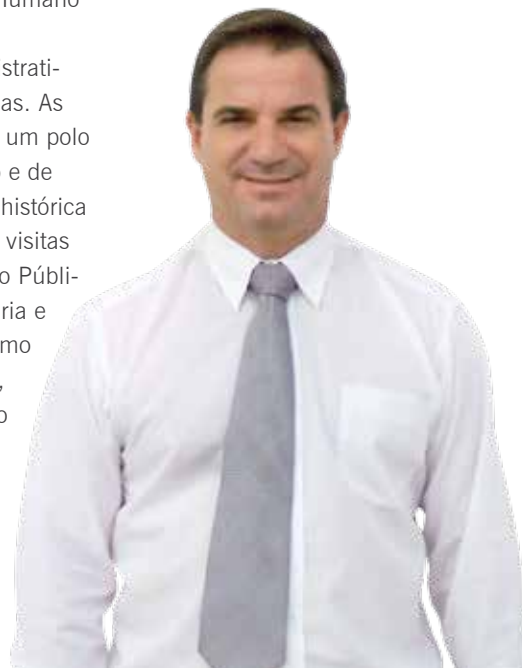 Humano
strati-
as. As
um polo
o e de
histórica
visitas
o Públi-
ria e
mo
,
o